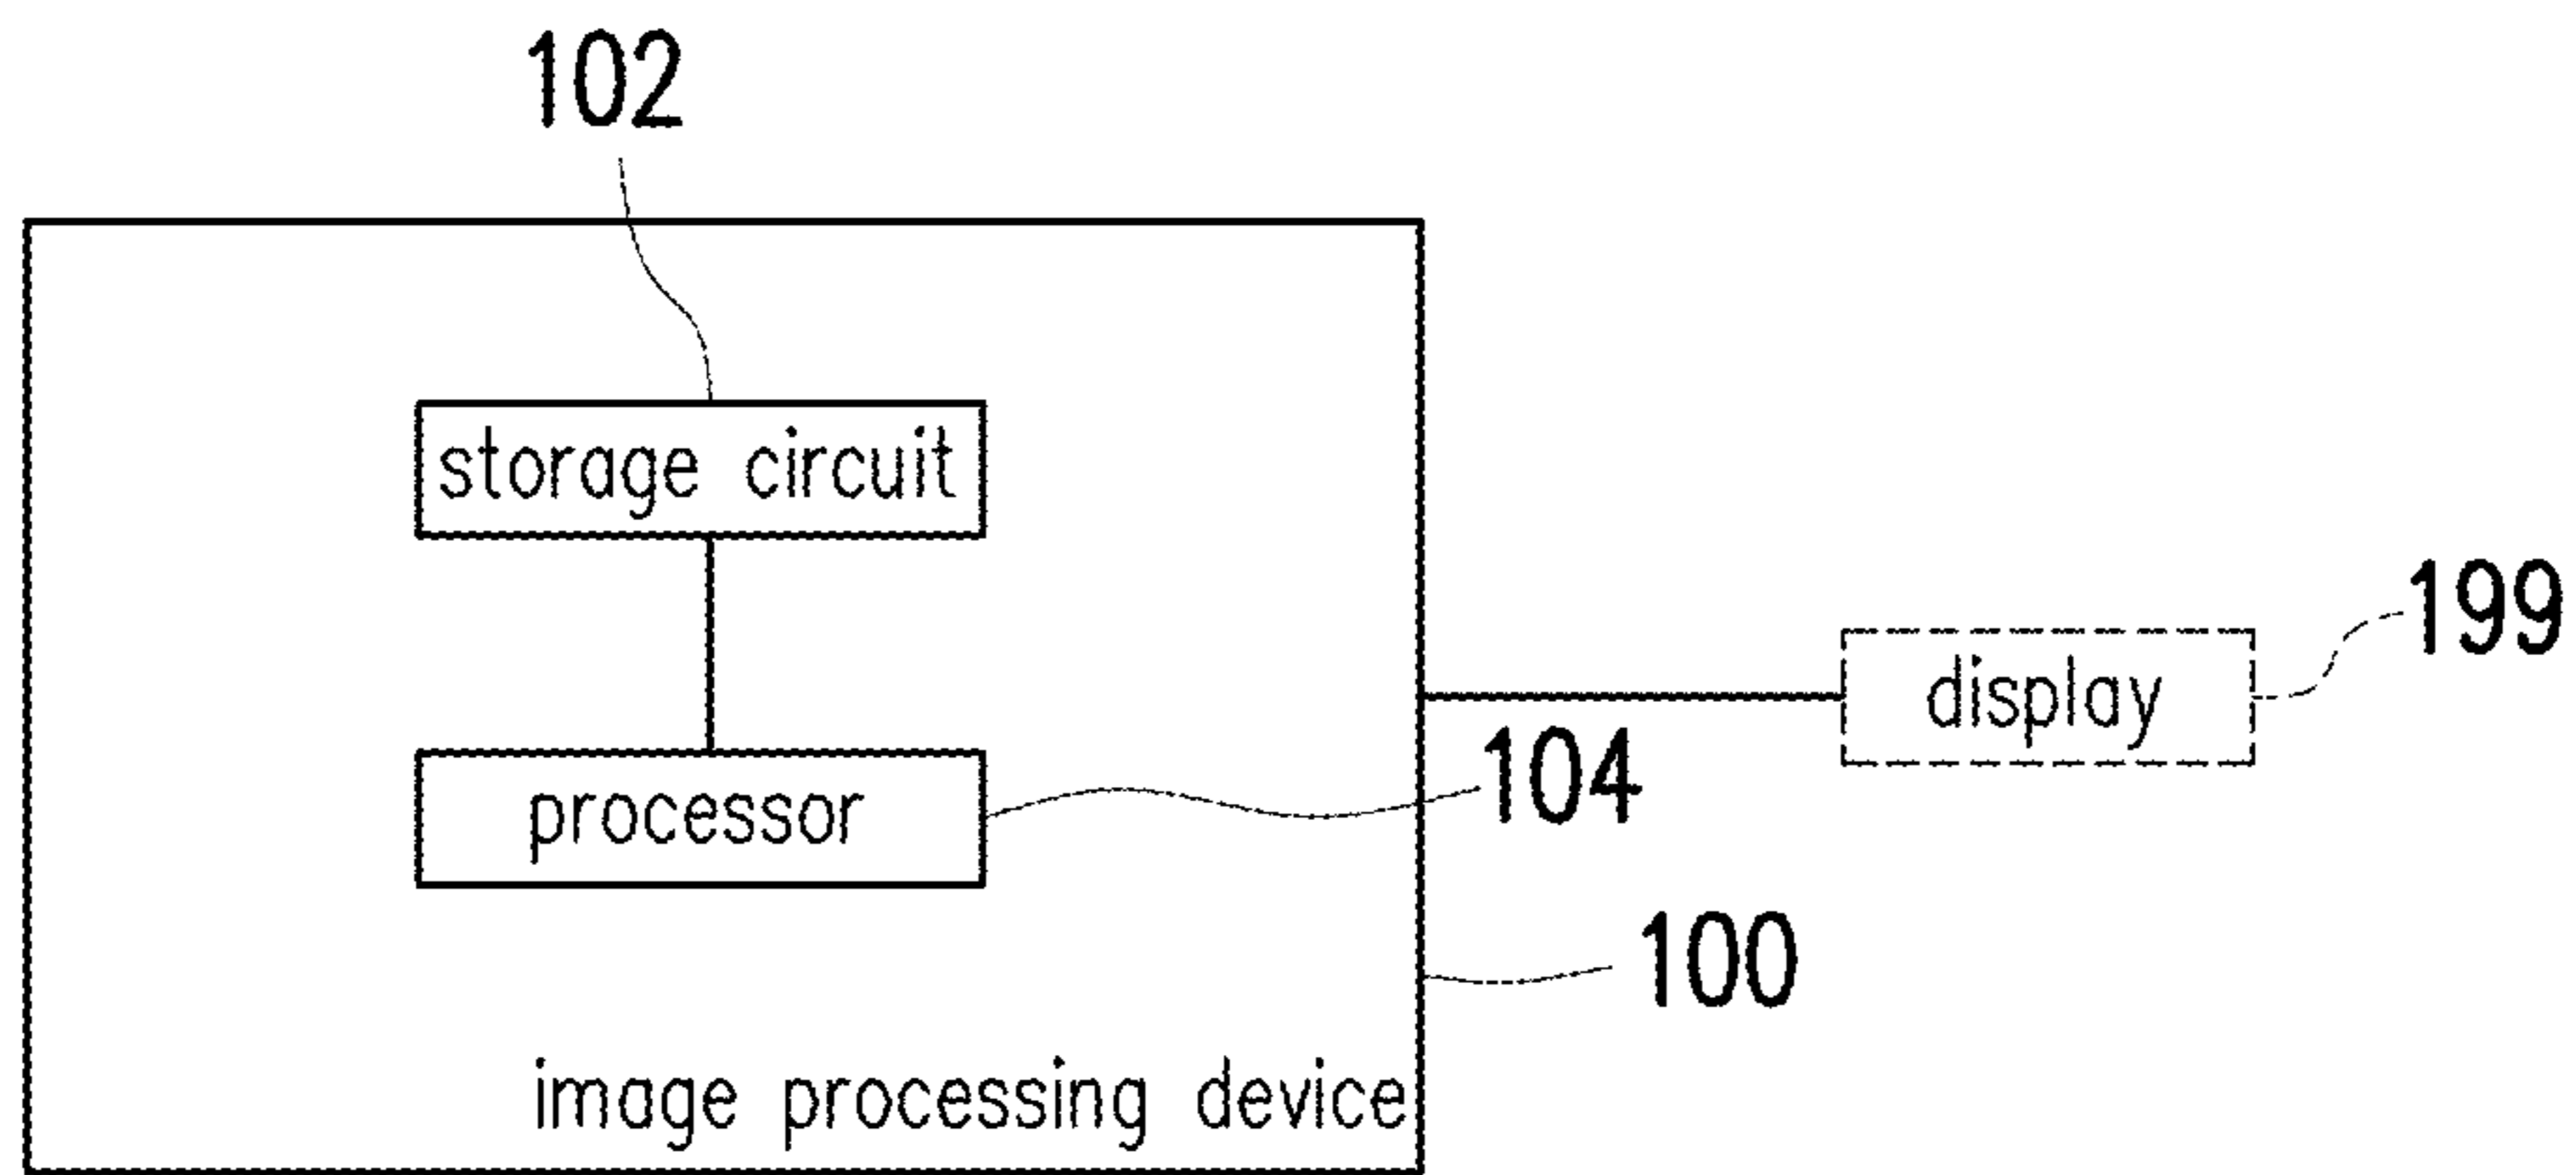 102
storage circuit
199
display
104
processor
100
image processing device